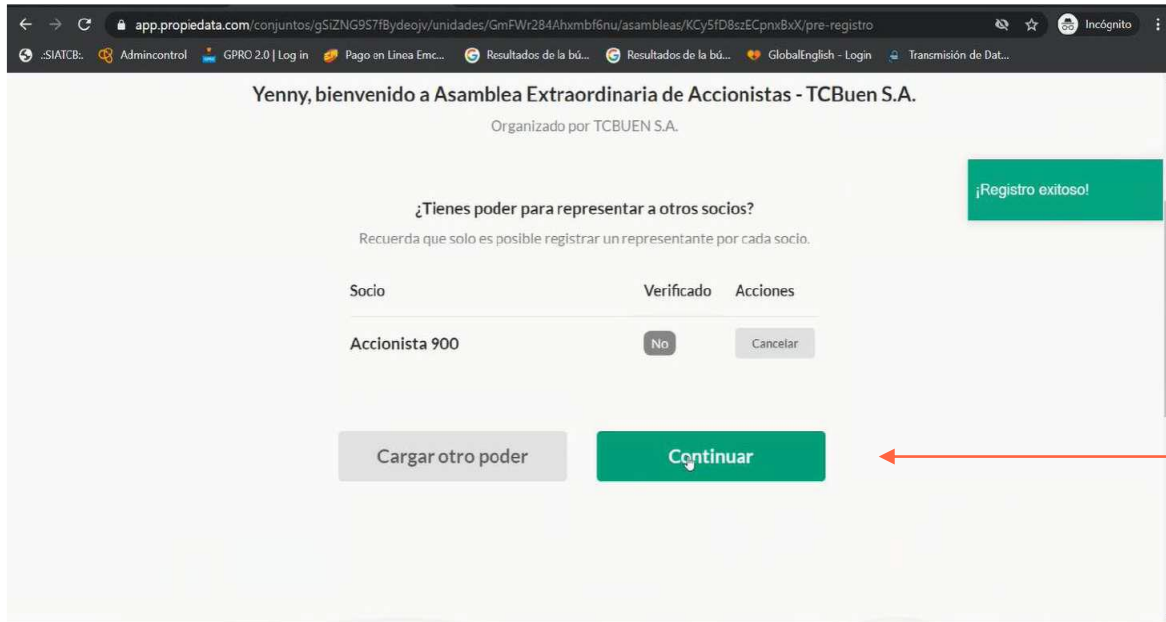 app.propiedata.com/conjuntos/gSiZNG9S7fBydeojv/unidades/GmFWr284Ahxmbf6nu/asambleas/KCy5fD8szECpnxBxX/pre-registro
Incógnito
.:SIATCB:.
Admincontrol
GPRO 2.0 | Log in
Pago en Linea Emc...
Resultados de la bú...
Resultados de la bú...
GlobalEnglish - Login
Transmisión de Dat...
Yenny, bienvenido a Asamblea Extraordinaria de Accionistas - TCBuen S.A.
Organizado por TCBUEN S.A.
¡Registro exitoso!
¿Tienes poder para representar a otros socios?
Recuerda que solo es posible registrar un representante por cada socio.
Socio Verificado Acciones
Accionista 900 No Cancelar
Cargar otro poder Continuar